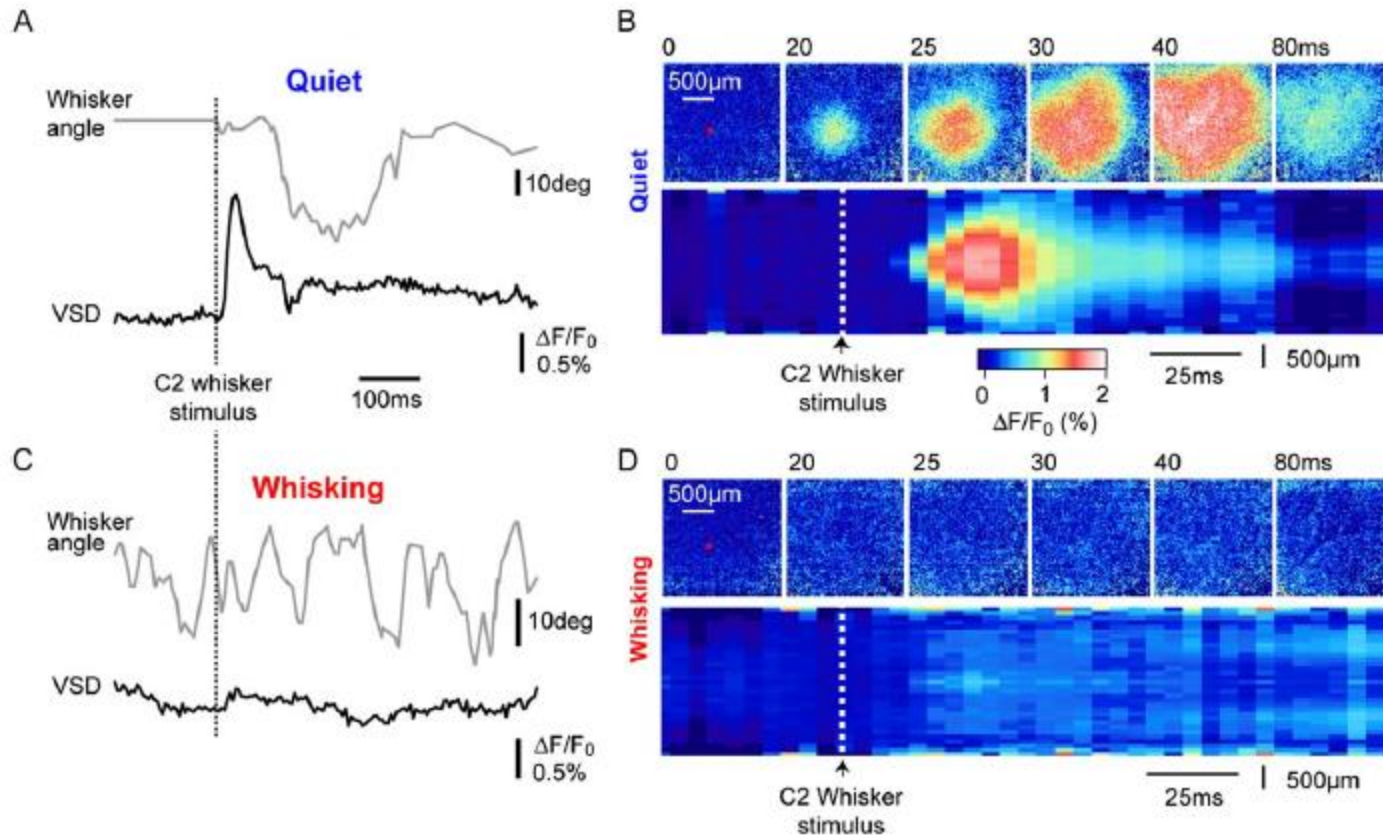 A
Quiet
Whisker
angle
10deg
VSD
ΔF/F0
0.5%
C2 whisker
stimulus
100ms
B
0 20 25 30 40 80ms
500µm
Quiet
C2 Whisker
stimulus
0 1 2
ΔF/F0 (%)
25ms
500µm
C
Whisking
Whisker
angle
10deg
VSD
ΔF/F0
0.5%
D
0 20 25 30 40 80ms
500µm
Whisking
C2 Whisker
stimulus
25ms
500µm